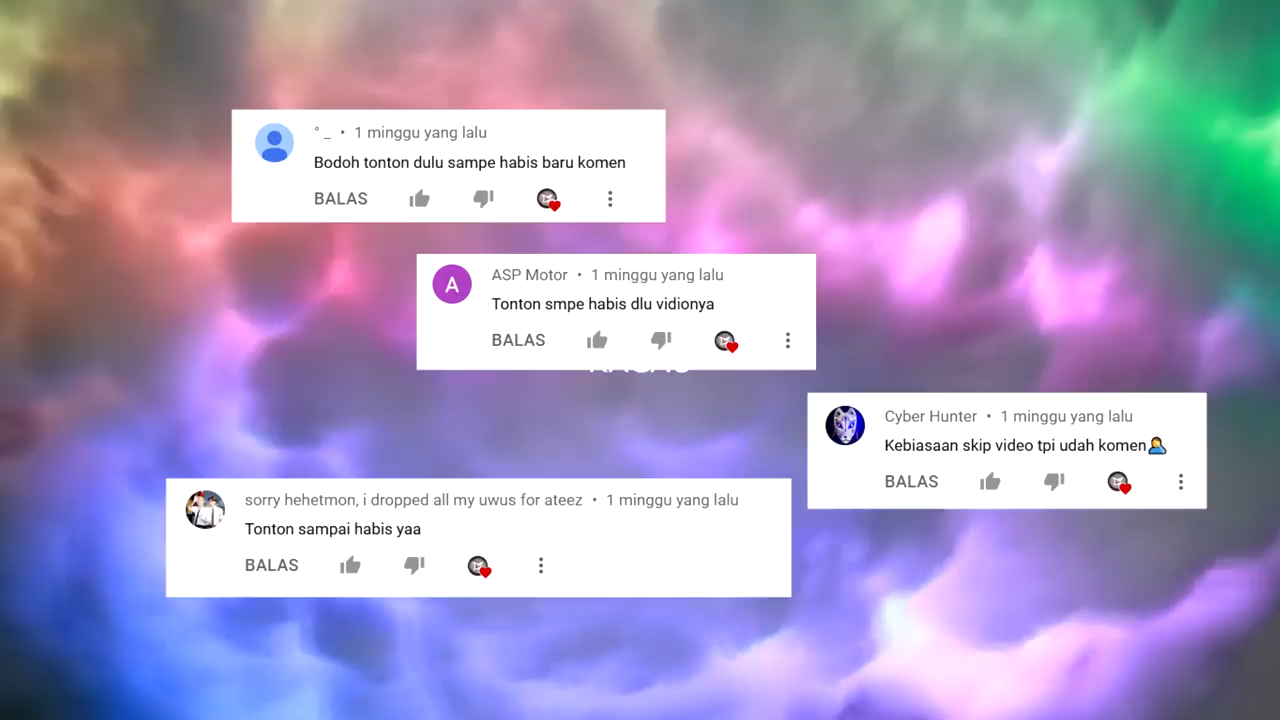 ° _ • 1 minggu yang lalu
Bodoh tonton dulu sampe habis baru komen
BALAS
A
ASP Motor • 1 minggu yang lalu
Tonton smpe habis dlu vidionya
BALAS
Cyber Hunter • 1 minggu yang lalu
Kebiasaan skip video tpi udah komen🤦‍♂️
BALAS
sorry hehetmon, i dropped all my uwus for ateez • 1 minggu yang lalu
Tonton sampai habis yaa
BALAS